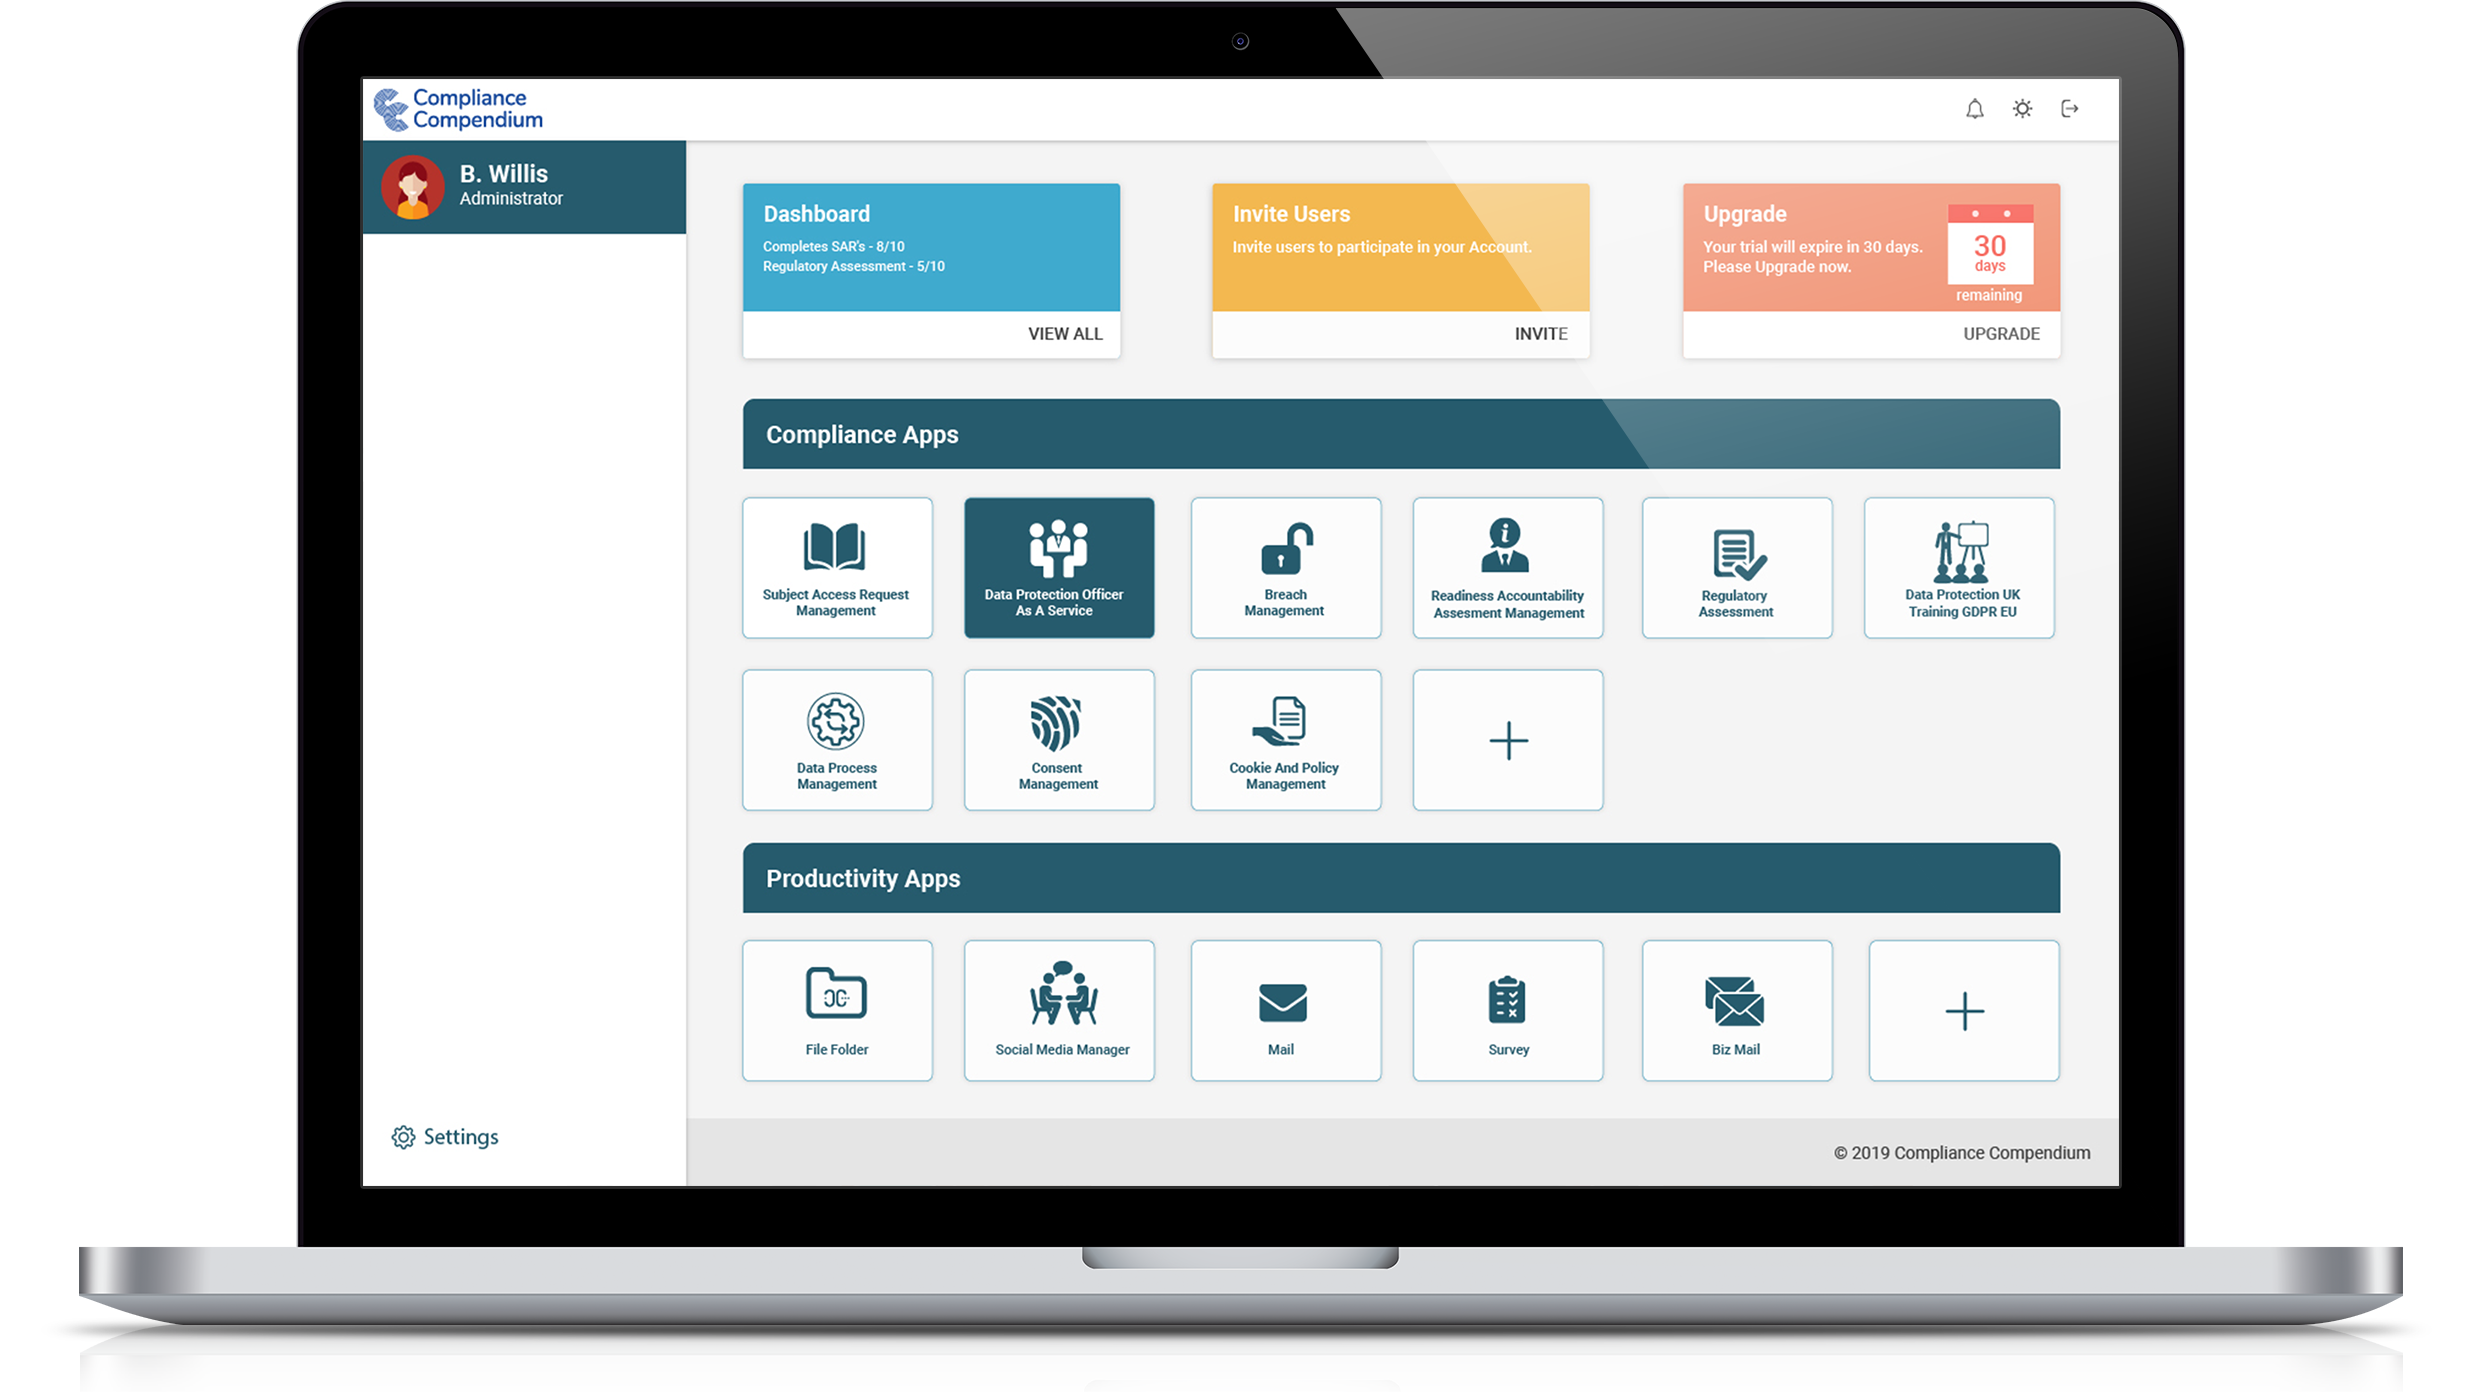 Compliance
Compendium
B. Willis
Administrator
Dashboard
Completes SAR's - 8/10
Regulatory Assessment - 5/10
VIEW ALL
Invite Users
Invite users to participate in your Account.
INVITE
Upgrade
Your trial will expire in 30 days.
Please Upgrade now.
30
days
remaining
UPGRADE
Compliance Apps
Subject Access Request
Management
Data Protection Officer
As A Service
Breach
Management
Readiness Accountability
Assesment Management
Regulatory
Assessment
Data Protection UK
Training GDPR EU
Data Process
Management
Consent
Management
Cookie And Policy
Management
Productivity Apps
File Folder
Social Media Manager
Mail
Survey
Biz Mail
Settings
© 2019 Compliance Compendium